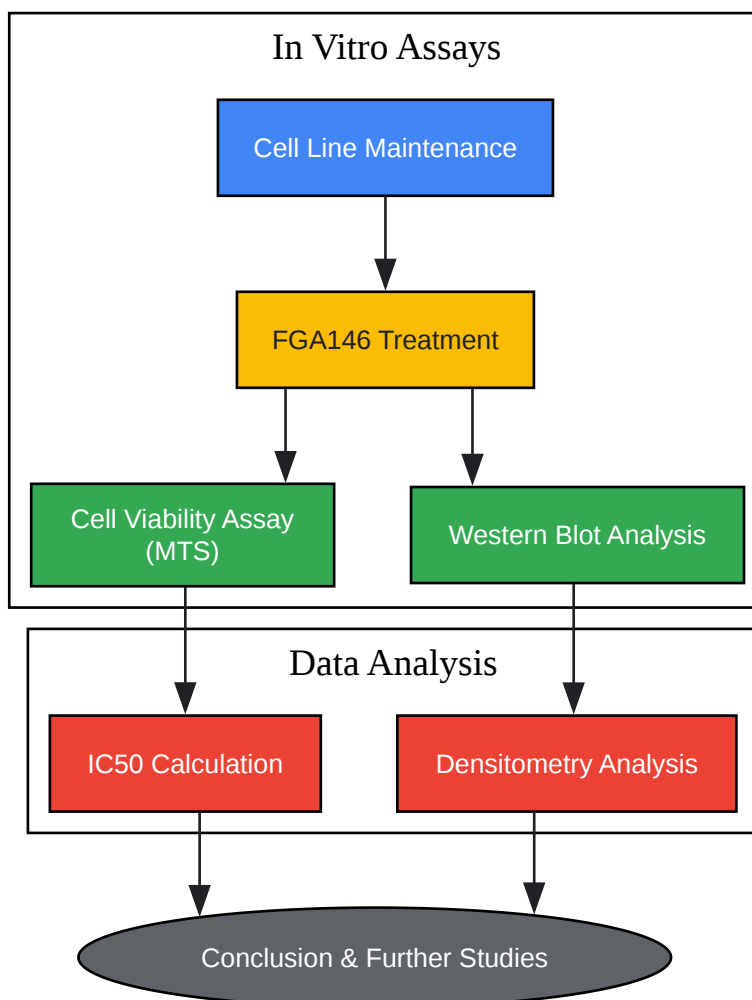 In Vitro Assays
Cell Line Maintenance
FGA146 Treatment
Cell Viability Assay
(MTS)
Western Blot Analysis
Data Analysis
IC50 Calculation
Densitometry Analysis
Conclusion & Further Studies